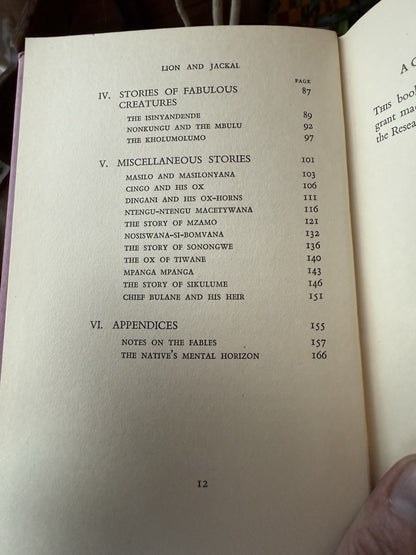 LION AND JACKAL
PAGE
IV. STORIES OF FABULOUS CREATURES 87
THE ISINYANDENDE 89
NONKUNGU AND THE MBULU 92
THE KHOLUMOLUMO 97
V. MISCELLANEOUS STORIES 101
MASILO AND MASILONYANA 103
CINGO AND HIS OX 106
DINGANI AND HIS OX-HORNS 111
NTENGU-NTENGU MACETYWANA 116
THE STORY OF MZAMO 121
NOSISWANA-SI-BOMVANA 132
THE STORY OF SONONGWE 136
THE OX OF TIWANE 140
MPANGA MPANGA 143
THE STORY OF SIKULUME 146
CHIEF BULANE AND HIS HEIR 151
VI. APPENDICES 155
NOTES ON THE FABLES 157
THE NATIVE'S MENTAL HORIZON 166
12
A
THIS book
grant
the